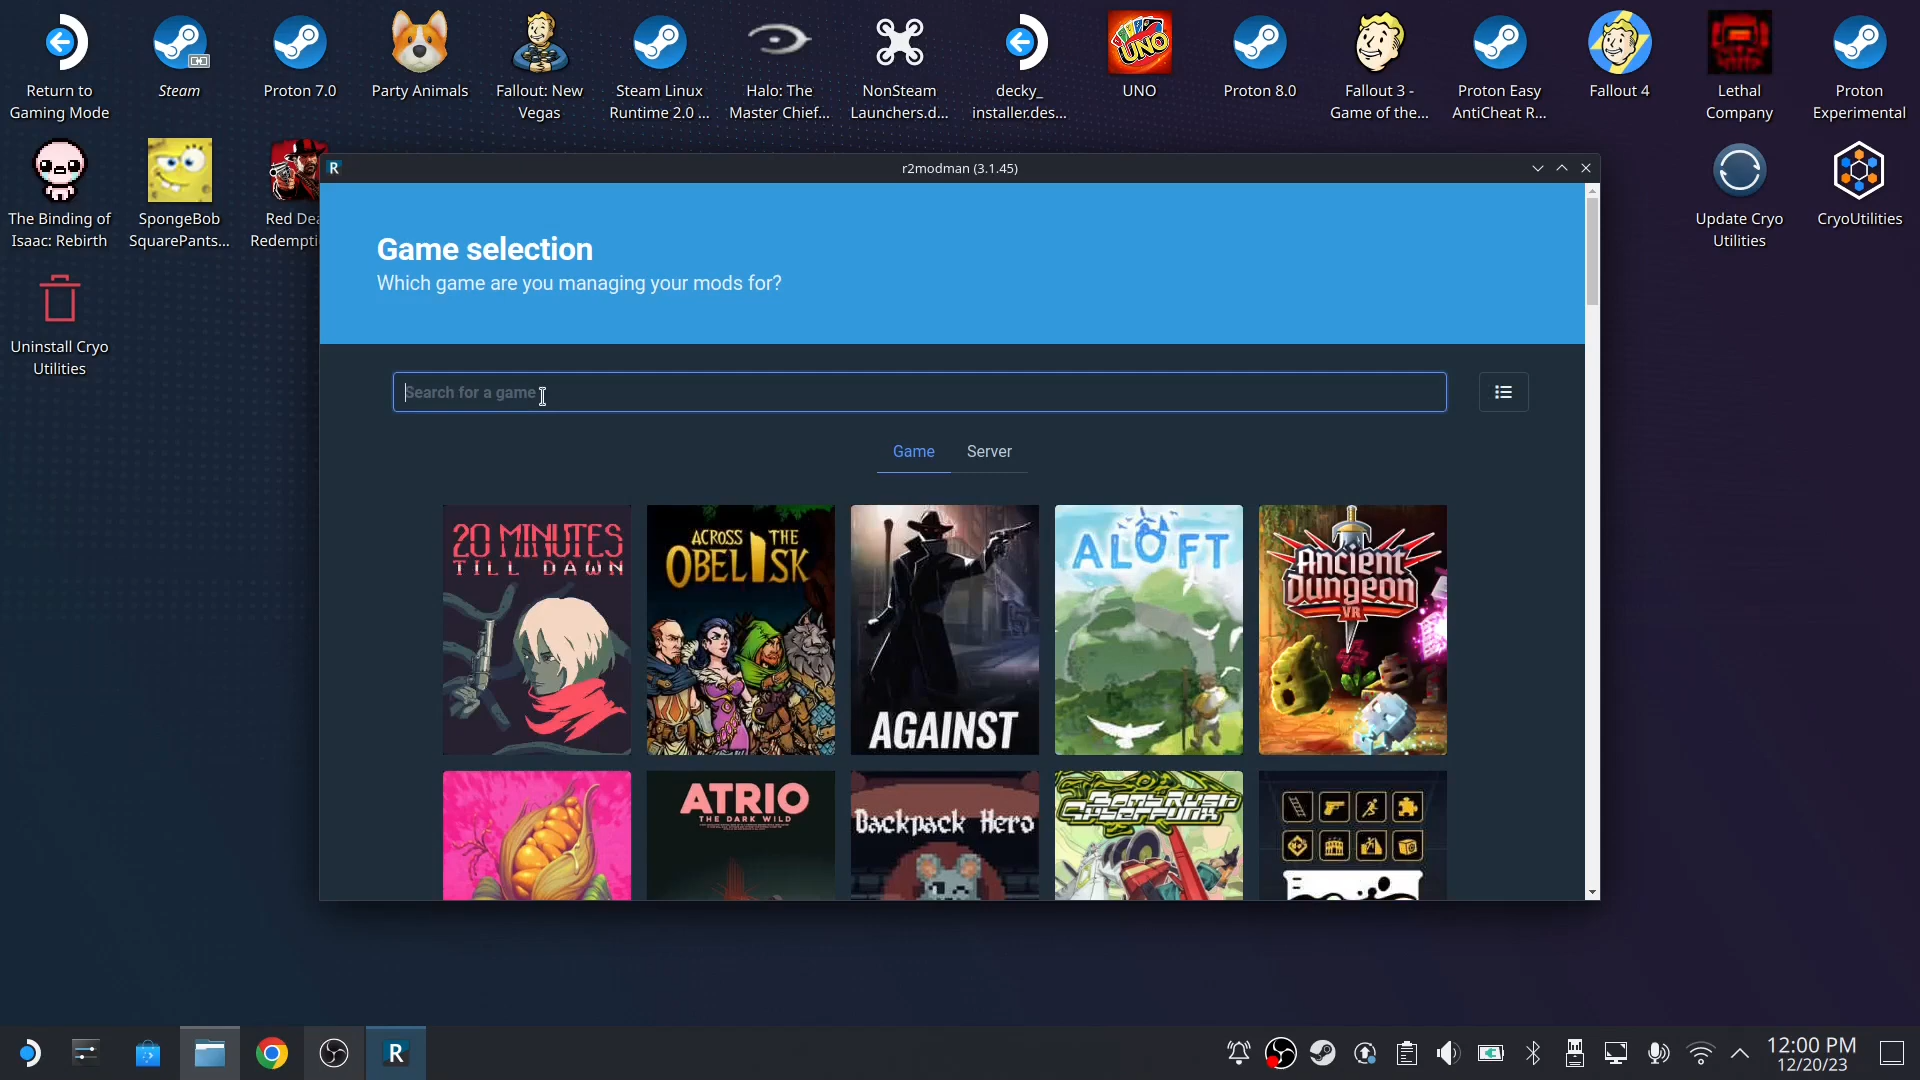 Return to
Gaming Mode
Steam
Proton 7.0
Party Animals
Fallout: New
Vegas
Steam Linux
Runtime 2.0 ...
Halo: The
Master Chief...
NonSteam
Launchers.d...
decky_
installer.des...
UNO
UNO
Proton 8.0
Fallout 3 -
Game of the...
Proton Easy
AntiCheat R...
Fallout 4
Lethal
Company
Proton
Experimental
The Binding of
Isaac: Rebirth
SpongeBob
SquarePants...
Red Dea
Redempti
Update Cryo
Utilities
CryoUtilities
Uninstall Cryo
Utilities
R
r2modman (3.1.45)
Game selection
Which game are you managing your mods for?
Search for a game
Game
Server
20 MINUTES
TILL DAWN
ACROSS THE
OBELISK
AGAINST
ALOFT
Ancient
Dungeon
VR
ATRIO
THE DARK WILD
Backpack Hero
Bomb Rush
Cyberfunk
R
12:00 PM
12/20/23